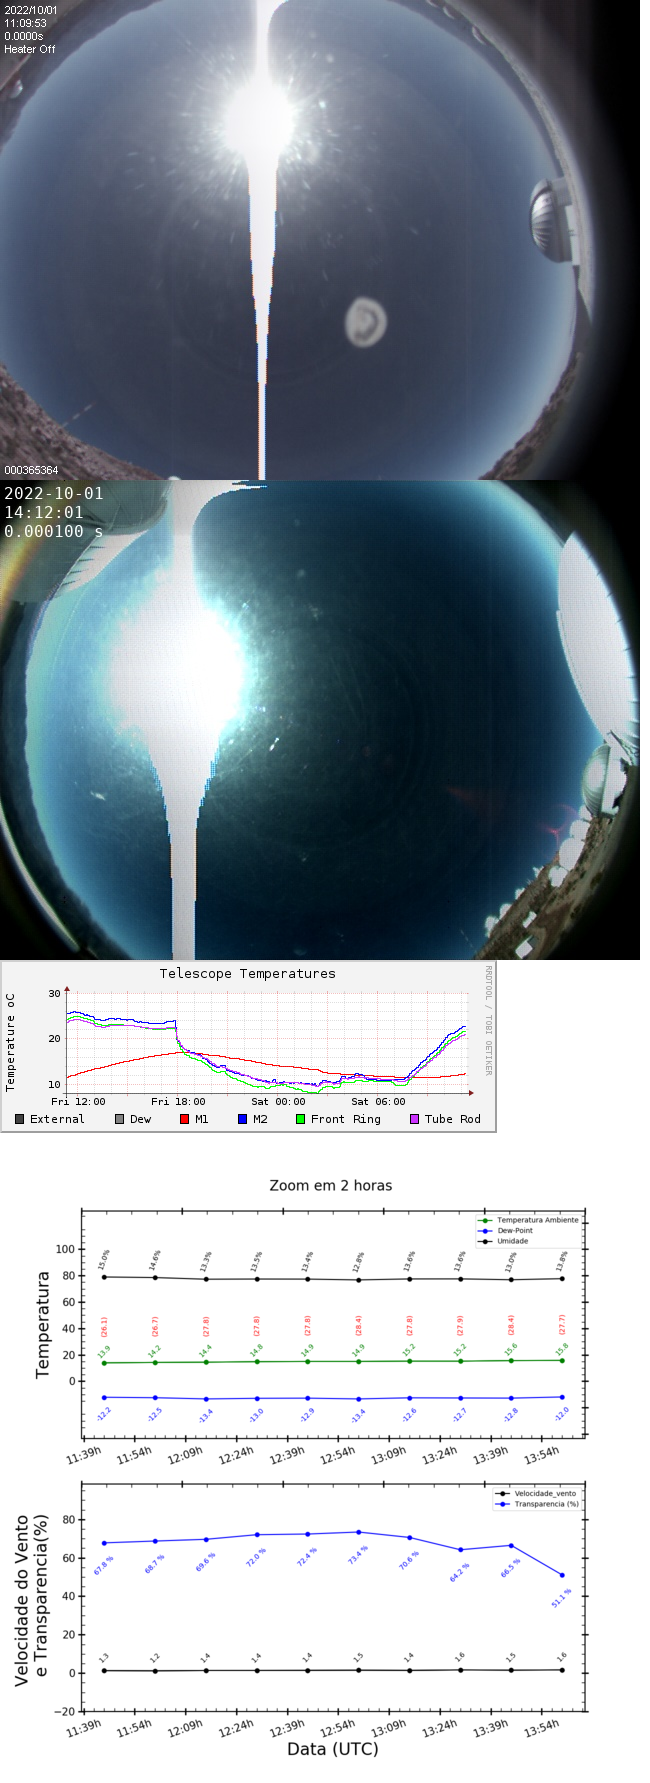 2022/10/01
11:09:53
0.0000s
Heater Off
000365364
2022-10-01
14:12:01
0.000100 s
Telescope Temperatures
RRDTOOL / TOBI OETIKER
Temperature oC
30
20
10
Fri 12:00 Fri 18:00 Sat 00:00 Sat 06:00
External Dew M1 M2 Front Ring Tube Rod
Zoom em 2 horas
Temperatura Ambiente
Dew-Point
Umidade
Temperatura
100
80
60
40
20
0
15.0% 14.6% 13.3% 13.5% 13.4% 12.8% 13.6% 13.6% 13.0% 13.8%
(26.1) (26.7) (27.8) (27.8) (27.8) (28.4) (27.8) (27.9) (28.4) (27.7)
13.9 14.2 14.4 14.8 14.9 14.9 15.2 15.2 15.6 15.8
-12.2 -12.5 -13.4 -13.0 -12.9 -13.4 -12.6 -12.7 -12.8 -12.0
11:39h 11:54h 12:09h 12:24h 12:39h 12:54h 13:09h 13:24h 13:39h 13:54h
Velocidade_vento
Transparencia (%)
Velocidade do Vento
e Transparencia(%)
80
60
40
20
0
−20
67.8 % 68.7 % 69.6 % 72.0 % 72.4 % 73.4 % 70.6 % 64.2 % 66.5 % 51.1 %
1.3 1.2 1.4 1.4 1.4 1.5 1.4 1.6 1.5 1.6
11:39h 11:54h 12:09h 12:24h 12:39h 12:54h 13:09h 13:24h 13:39h 13:54h
Data (UTC)